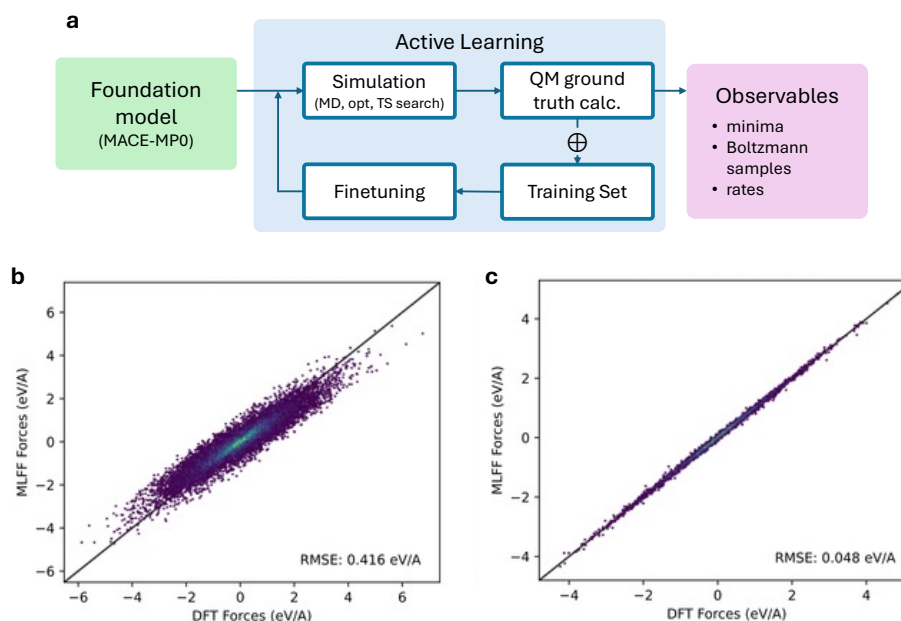 a
Active Learning
Foundation
model
(MACE-MP0)
Simulation
(MD, opt, TS search)
QM ground
truth calc.
Observables
• minima
• Boltzmann
samples
• rates
Finetuning
Training Set
b
MLFF Forces (eV/A)
6
4
2
0
−2
−4
−6
−6 −4 −2 0 2 4 6
DFT Forces (eV/A)
RMSE: 0.416 eV/A
c
MLFF Forces (eV/A)
4
2
0
−2
−4
−4 −2 0 2 4
DFT Forces (eV/A)
RMSE: 0.048 eV/A